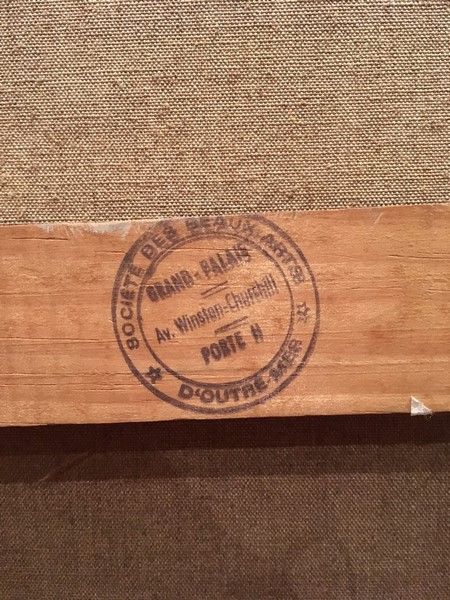 SOCIÉTÉ DES BEAUX-ARTS
D'OUTRE-MER
GRAND-PALAIS
Av. Winston-Churchill
PORTE H